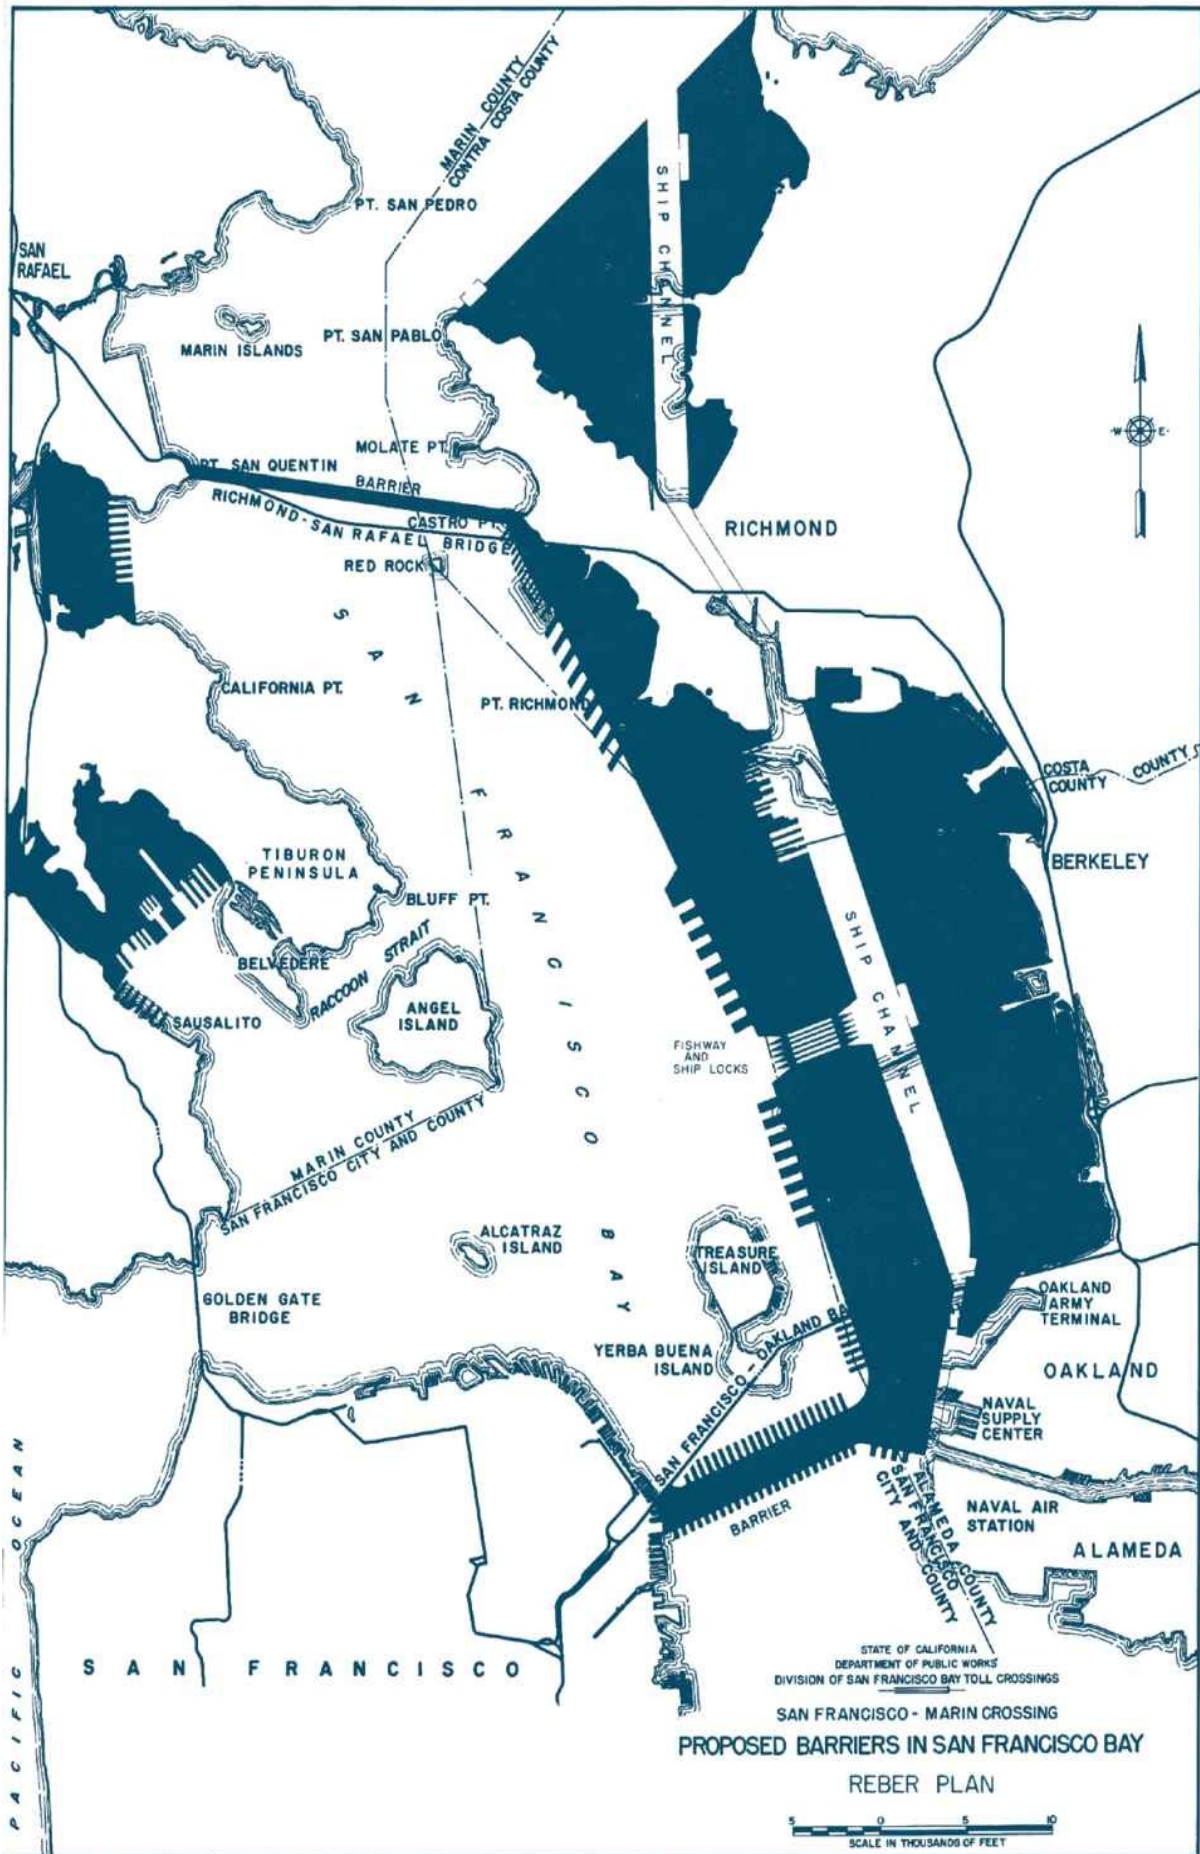 MARIN COUNTY
CONTRA COSTA COUNTY
SHIP CHANNEL
PT. SAN PEDRO
SAN
RAFAEL
MARIN ISLANDS
PT. SAN PABLO
MOLATE PT.
W E
PT. SAN QUENTIN
BARRIER
RICHMOND-SAN RAFAEL BRIDGE
CASTRO PT.
RED ROCK
RICHMOND
SAN FRANCISCO BAY
CALIFORNIA PT.
PT. RICHMOND
COSTA
COUNTY
COUNTY
BERKELEY
TIBURON
PENINSULA
BLUFF PT.
BELVEDERE
RACCOON STRAIT
SAUSALITO
ANGEL
ISLAND
SHIP CHANNEL
FISHWAY
AND
SHIP LOCKS
MARIN COUNTY
SAN FRANCISCO CITY AND COUNTY
ALCATRAZ
ISLAND
TREASURE
ISLAND
GOLDEN GATE
BRIDGE
YERBA BUENA
ISLAND
SAN FRANCISCO - OAKLAND BA
OAKLAND
ARMY
TERMINAL
OAKLAND
NAVAL
SUPPLY
CENTER
BARRIER
ALAMEDA COUNTY
SAN FRANCISCO
CITY AND COUNTY
NAVAL AIR
STATION
ALAMEDA
PACIFIC OCEAN
SAN FRANCISCO
STATE OF CALIFORNIA
DEPARTMENT OF PUBLIC WORKS
DIVISION OF SAN FRANCISCO BAY TOLL CROSSINGS
SAN FRANCISCO - MARIN CROSSING
PROPOSED BARRIERS IN SAN FRANCISCO BAY
REBER PLAN
5 0 5 10
SCALE IN THOUSANDS OF FEET